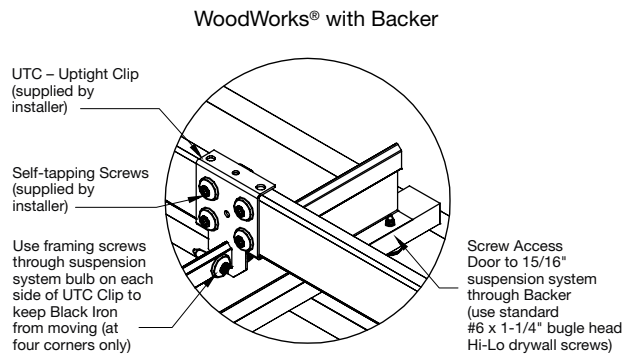 WoodWorks® with Backer
UTC – Uptight Clip
(supplied by
installer)
Self-tapping Screws
(supplied by
installer)
Use framing screws
through suspension
system bulb on each
side of UTC Clip to
keep Black Iron
from moving (at
four corners only)
Screw Access
Door to 15/16"
suspension system
through Backer
(use standard
#6 x 1-1/4" bugle head
Hi-Lo drywall screws)